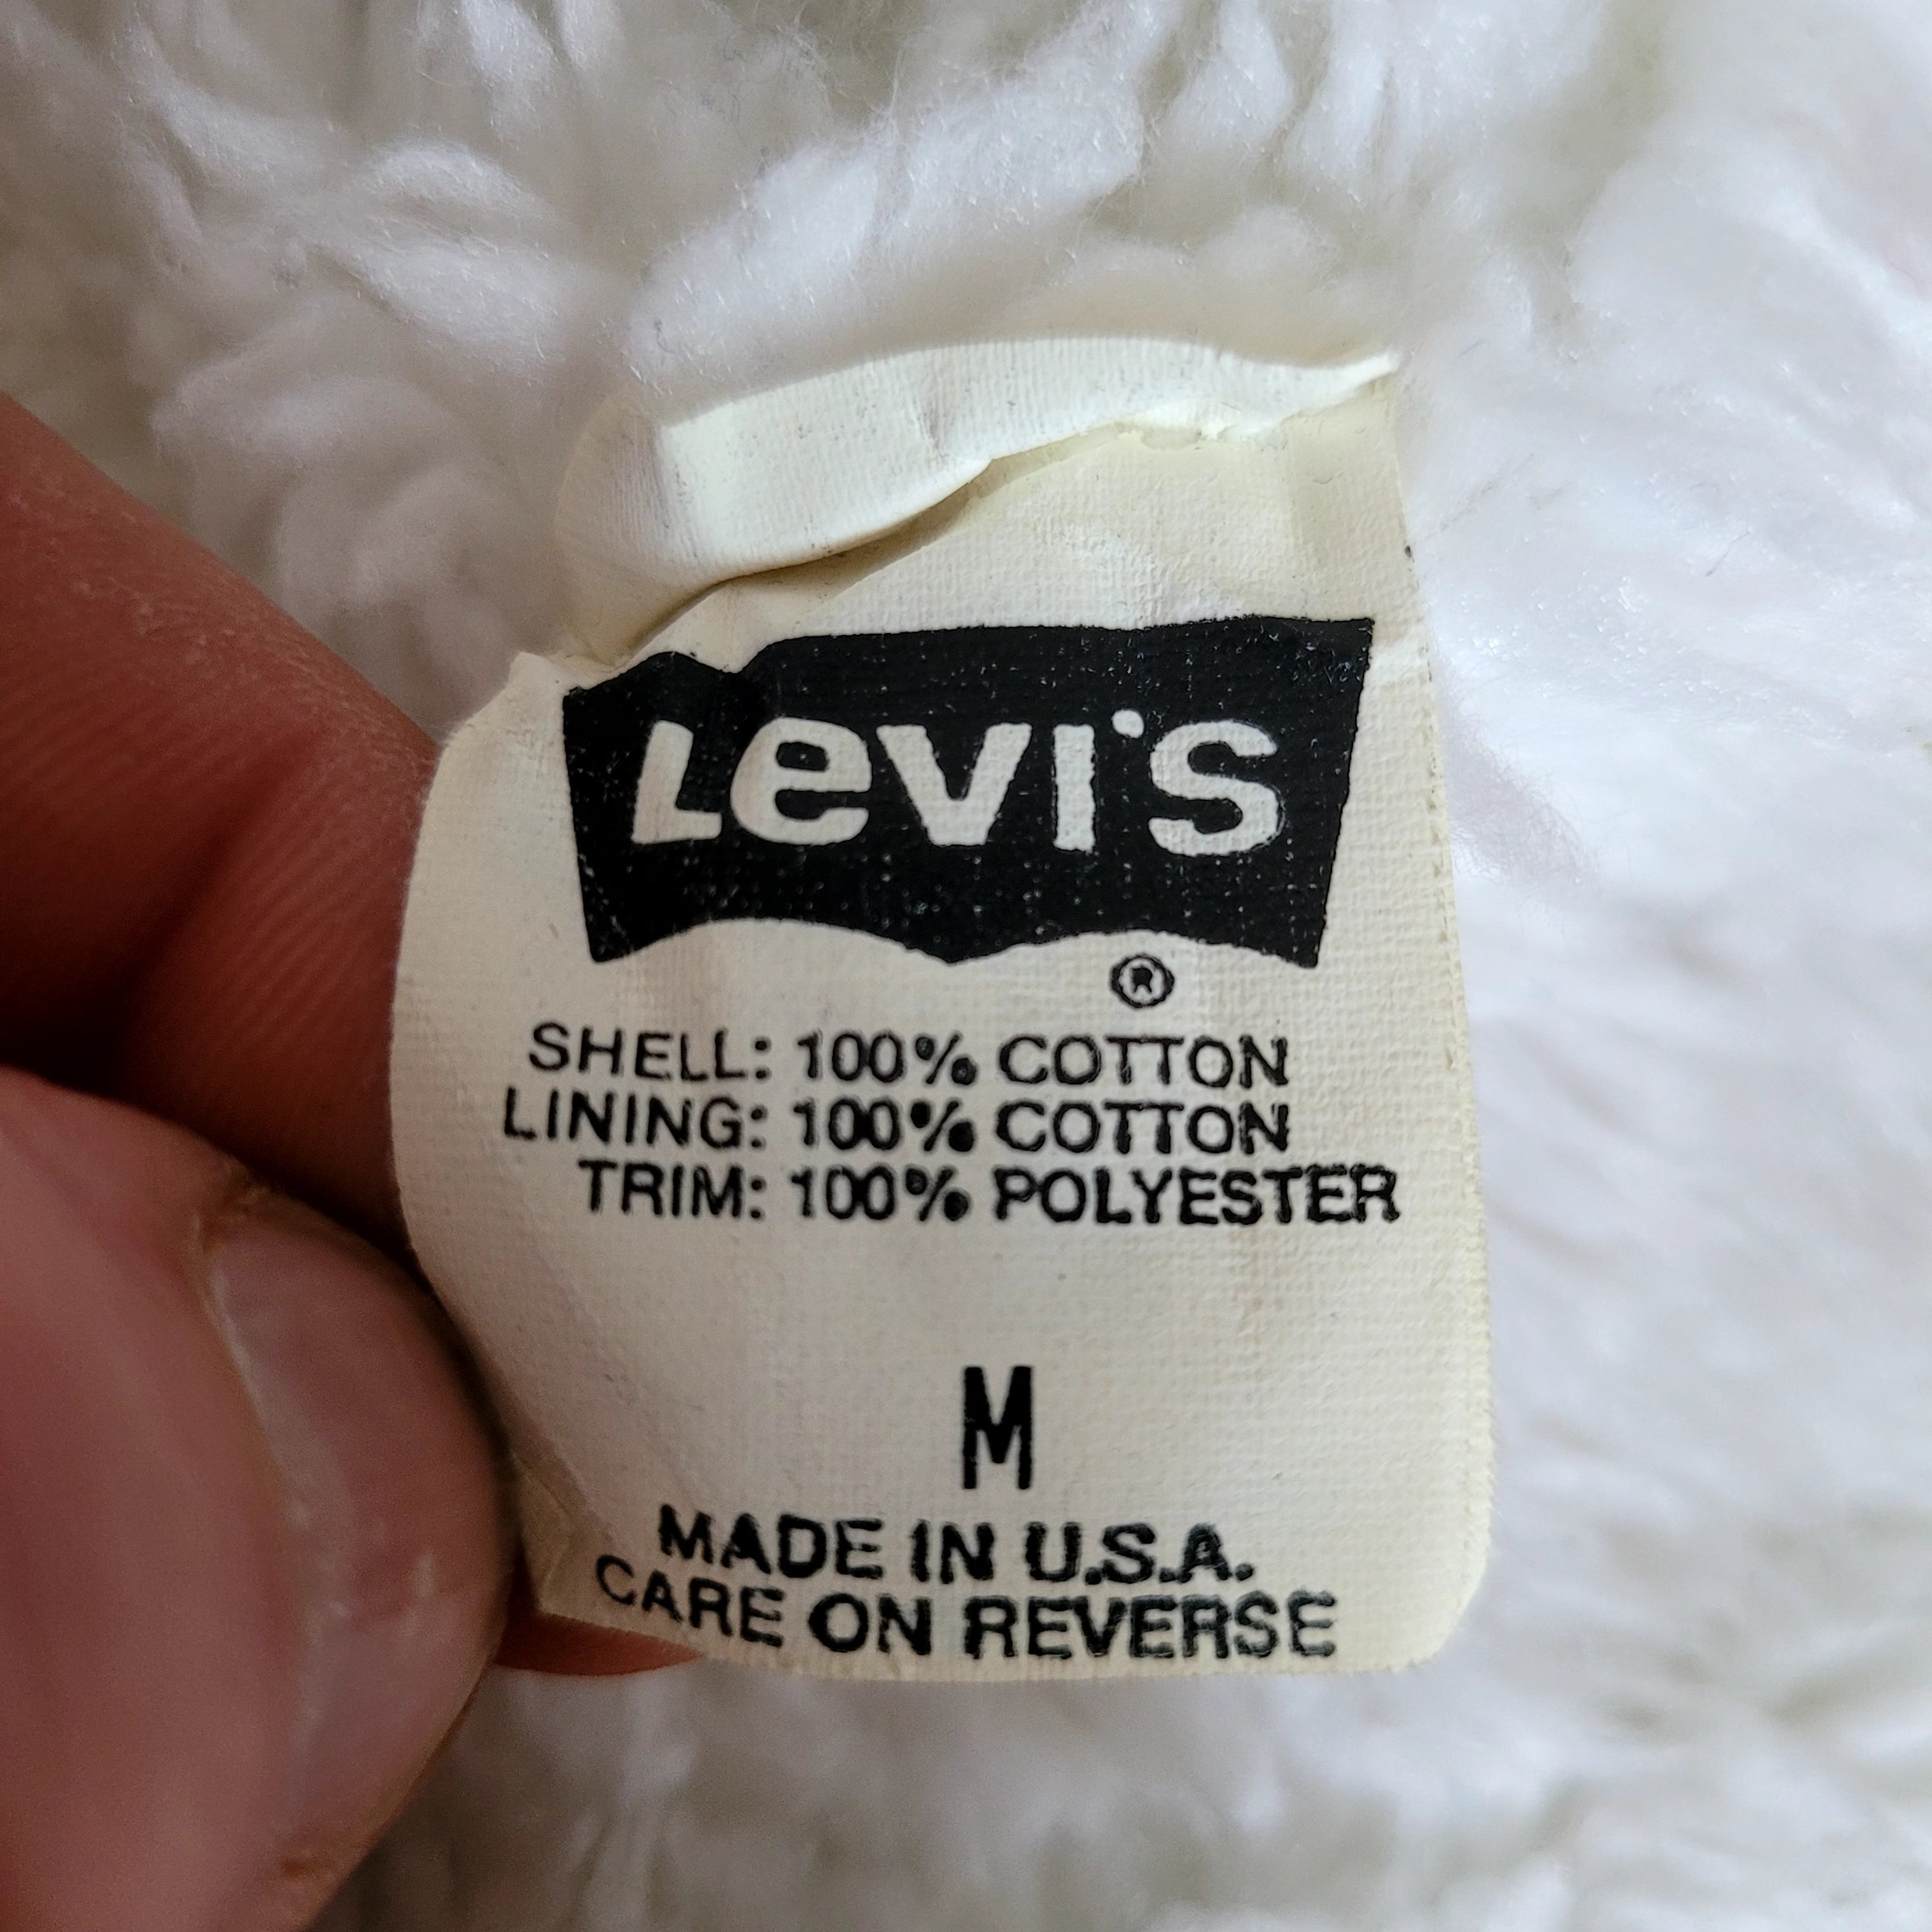 Levi's
®
SHELL: 100% COTTON
LINING: 100% COTTON
TRIM: 100% POLYESTER
M
MADE IN U.S.A.
CARE ON REVERSE